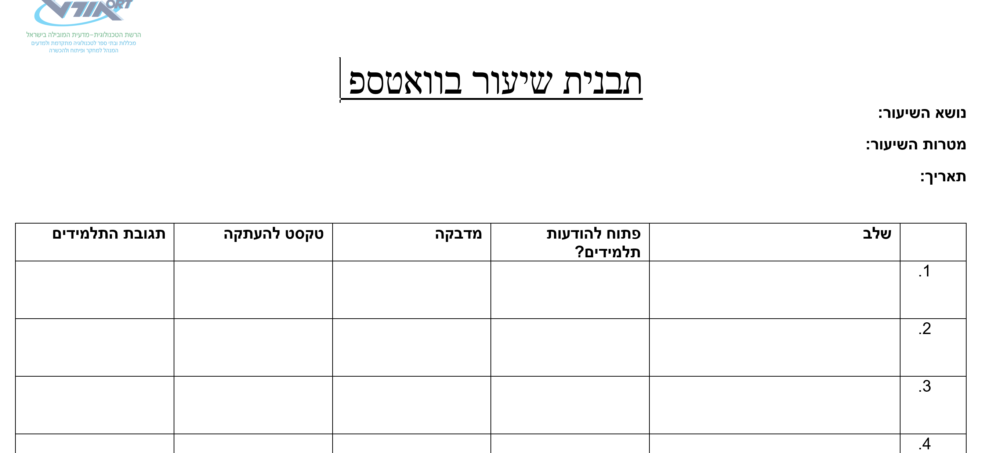 ORT
אורט
הרשת הטכנולוגית-מדעית המובילה בישראל
מכללות ובתי ספר לטכנולוגיה מתקדמת ולמדעים
המנהל למחקר ופיתוח ולהכשרה
תבנית שיעור בוואטספ
נושא השיעור:
מטרות השיעור:
תאריך:
שלב פתוח להודעות תלמידים? מדבקה טקסט להעתקה תגובת התלמידים
1.
2.
3.
4.